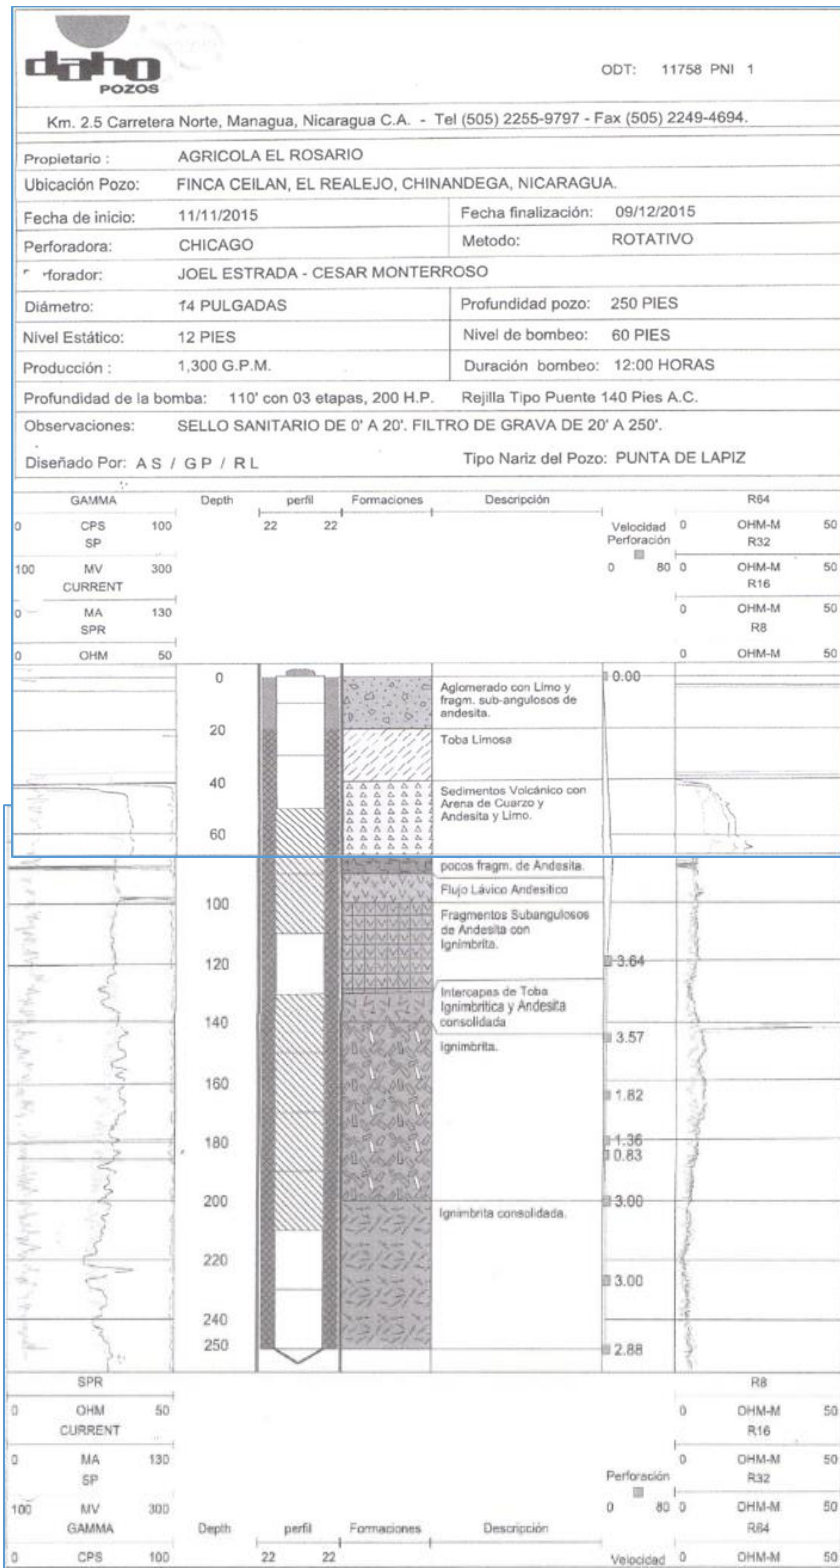 daho
POZOS
ODT: 11758 PNI 1
Km. 2.5 Carretera Norte, Managua, Nicaragua C.A. - Tel (505) 2255-9797 - Fax (505) 2249-4694.
Propietario : AGRICOLA EL ROSARIO
Ubicación Pozo: FINCA CEILAN, EL REALEJO, CHINANDEGA, NICARAGUA.
Fecha de inicio: 11/11/2015 Fecha finalización: 09/12/2015
Perforadora: CHICAGO Metodo: ROTATIVO
rforador: JOEL ESTRADA - CESAR MONTERROSO
Diámetro: 14 PULGADAS Profundidad pozo: 250 PIES
Nivel Estático: 12 PIES Nivel de bombeo: 60 PIES
Producción : 1,300 G.P.M. Duración bombeo: 12:00 HORAS
Profundidad de la bomba: 110' con 03 etapas, 200 H.P. Rejilla Tipo Puente 140 Pies A.C.
Observaciones: SELLO SANITARIO DE 0' A 20'. FILTRO DE GRAVA DE 20' A 250'.
Diseñado Por: A S / G P / R L Tipo Nariz del Pozo: PUNTA DE LAPIZ
GAMMA Depth perfil Formaciones Descripción R64
0 CPS 100 22 22 Velocidad 0 OHM-M 50
SP Perforación R32
100 MV 300 0 80 0 OHM-M 50
CURRENT R16
0 MA 130 0 OHM-M 50
SPR R8
0 OHM 50 0 OHM-M 50
0 0.00
Aglomerado con Limo y
fragm. sub-angulosos de
andesita.
20
Toba Limosa
40
Sedimentos Volcánico con
Arena de Cuarzo y
Andesita y Limo.
60
pocos fragm. de Andesita.
Flujo Lávico Andesitico
100
Fragmentos Subangulosos
de Andesita con
Ignimbrita.
120 3.64
Intercapas de Toba
Ignimbritica y Andesita
consolidada
140 3.57
Ignimbrita.
160 1.82
180 1.36
0.83
200 3.00
Ignimbrita consolidada.
220 3.00
240
250 2.88
SPR R8
0 OHM 50 0 OHM-M 50
CURRENT R16
0 MA 130 0 OHM-M 50
SP Perforación R32
100 MV 300 0 80 0 OHM-M 50
GAMMA Depth perfil Formaciones Descripción R64
0 CPS 100 22 22 Velocidad 0 OHM-M 50